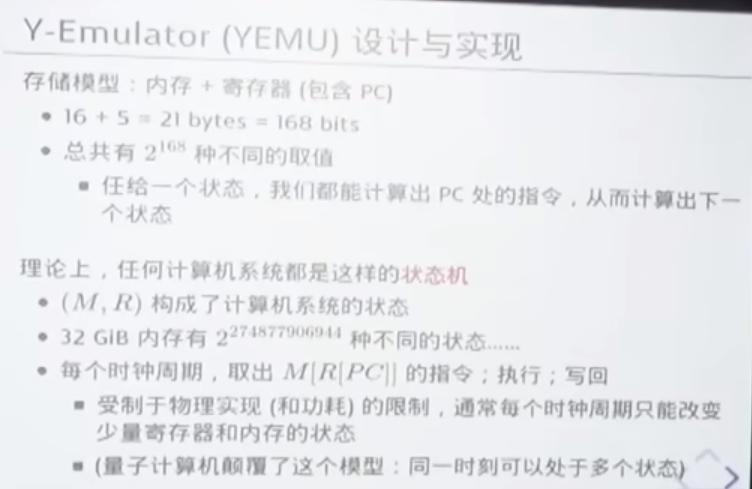 Y-Emulator (YEMU) 设计与实现
存储模型：内存 + 寄存器 (包含 PC)
• 16 + 5 = 21 bytes = 168 bits
• 总共有 2^168 种不同的取值
▪ 任给一个状态，我们都能计算出 PC 处的指令，从而计算出下一
个状态
理论上，任何计算机系统都是这样的状态机
• (M, R) 构成了计算机系统的状态
• 32 GiB 内存有 2^274877906944 种不同的状态……
• 每个时钟周期，取出 M[R[PC]] 的指令；执行；写回
▪ 受制于物理实现 (和功耗) 的限制，通常每个时钟周期只能改变
少量寄存器和内存的状态
▪ (量子计算机颠覆了这个模型：同一时刻可以处于多个状态)